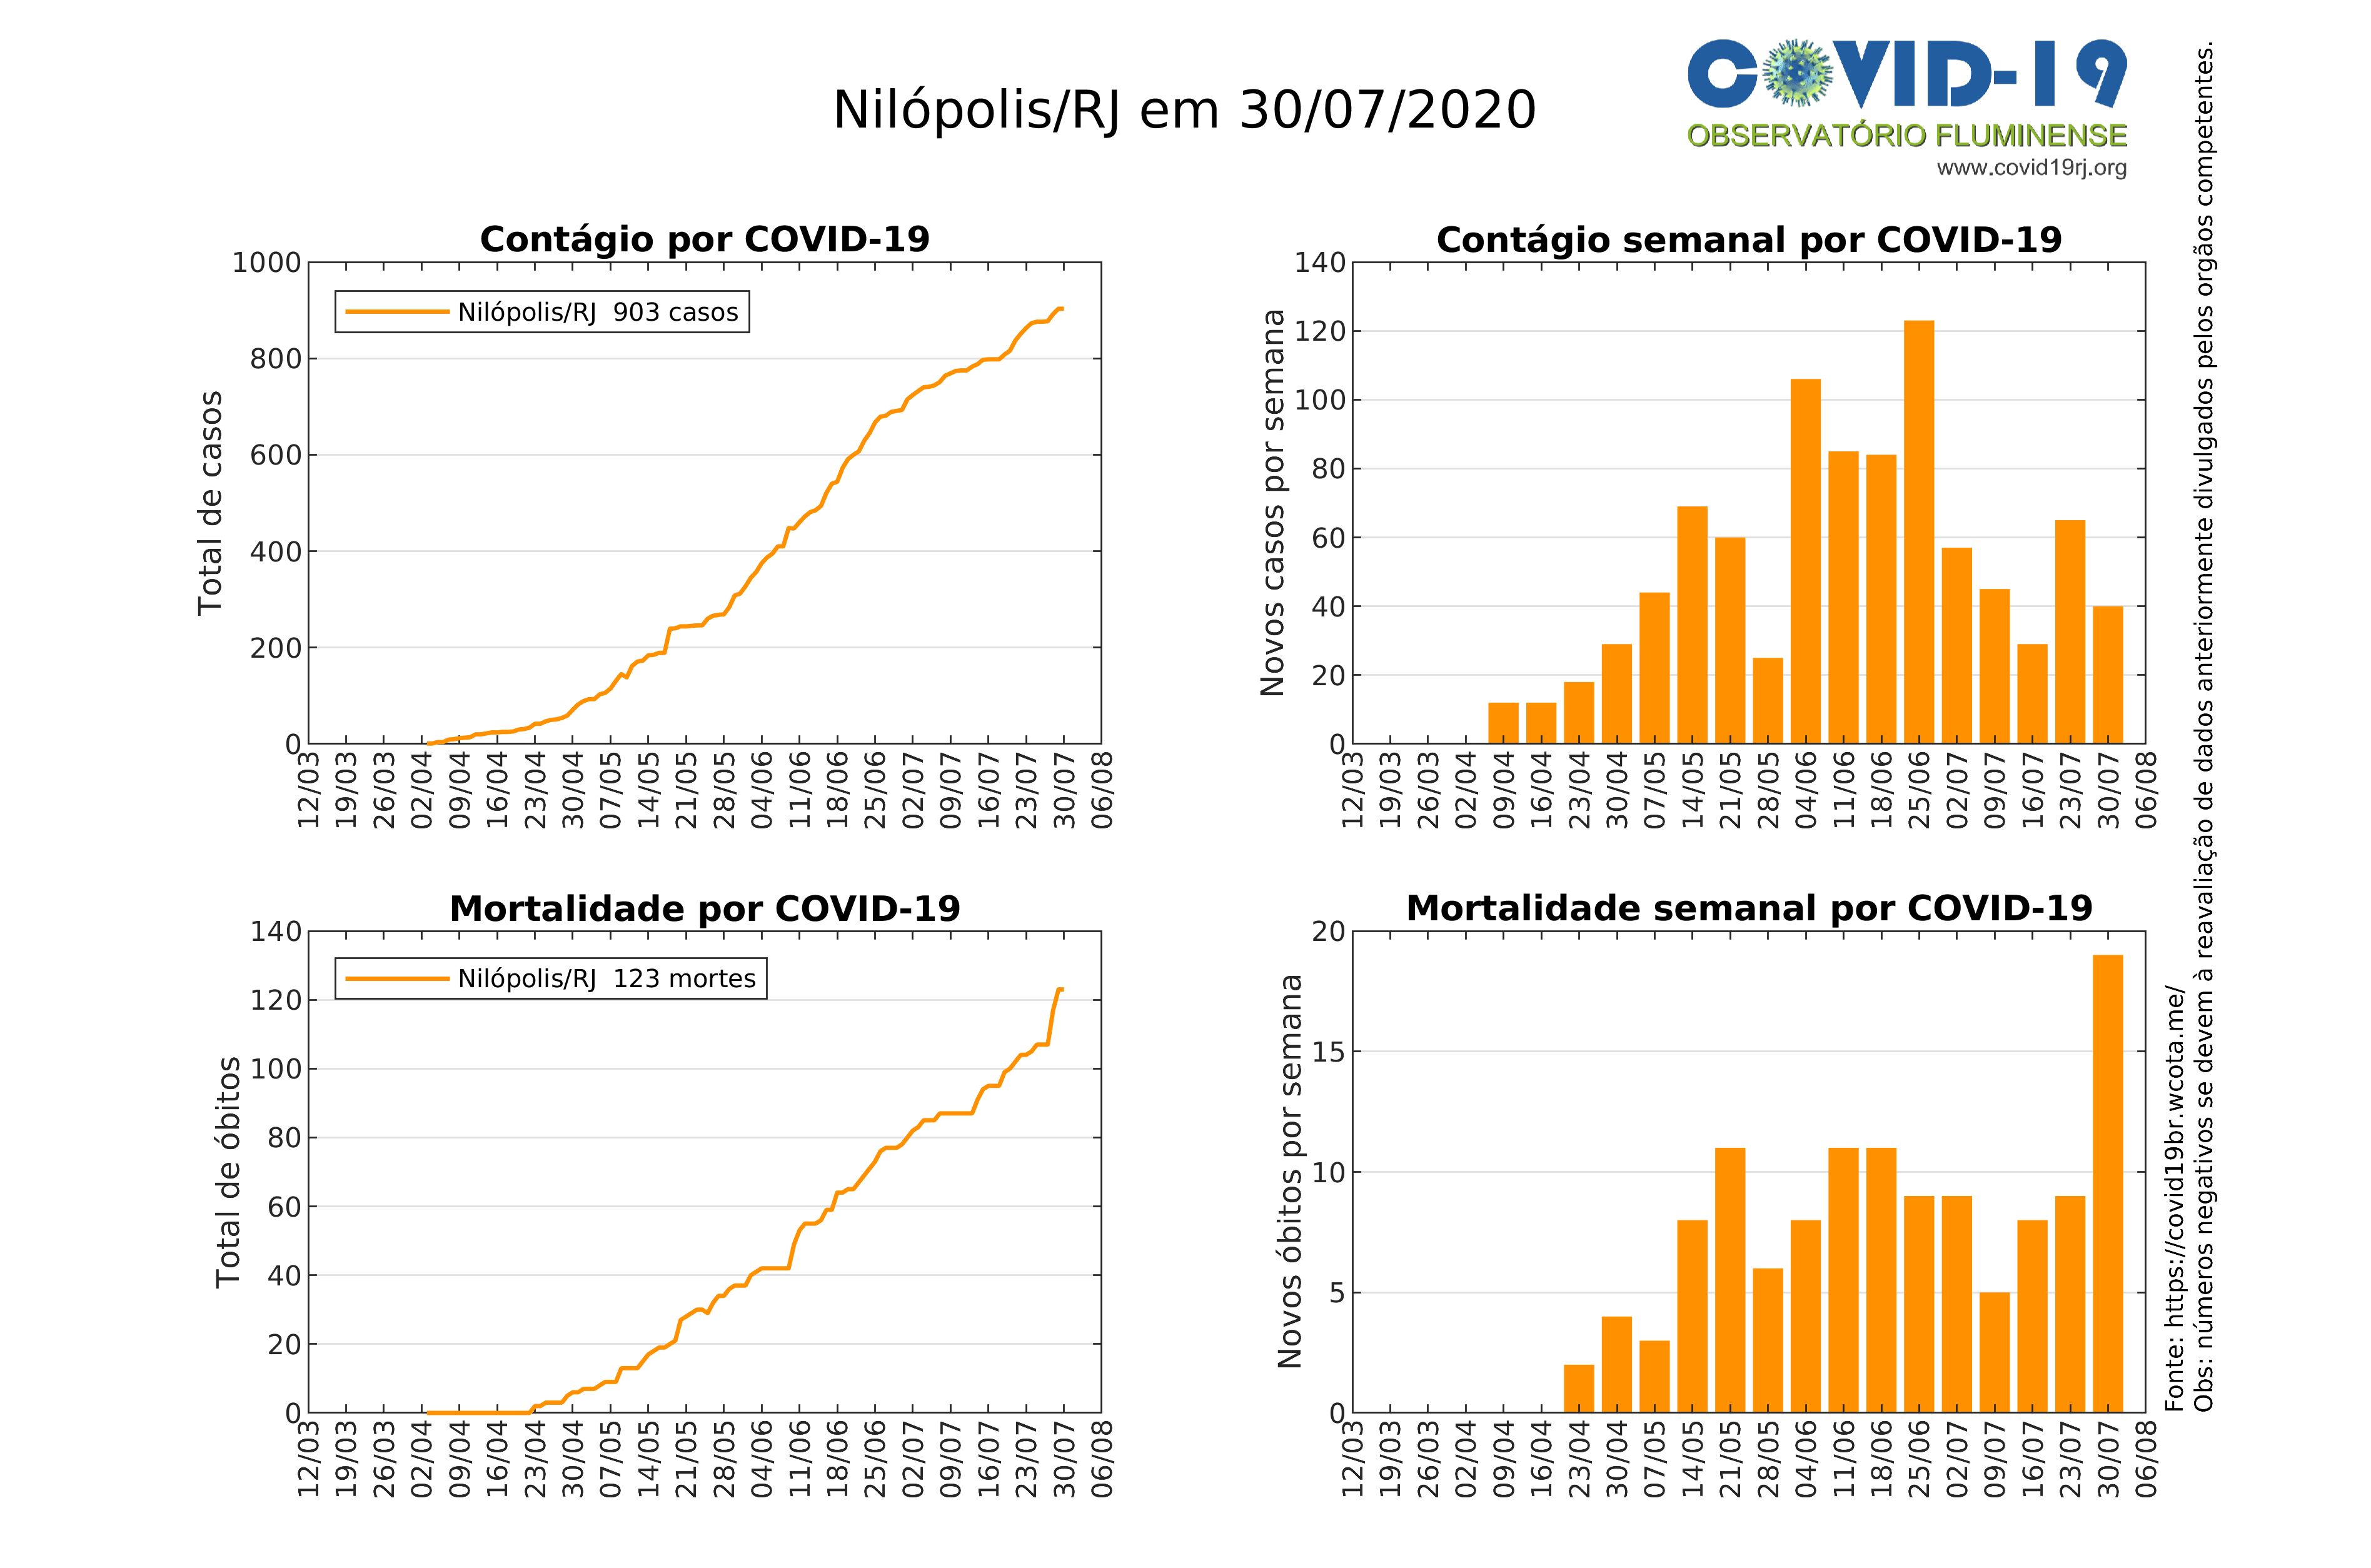 Nilópolis/RJ em 30/07/2020
COVID-19
OBSERVATÓRIO FLUMINENSE
www.covid19rj.org
Contágio por COVID-19
Total de casos
1000
800
600
400
200
0
Nilópolis/RJ 903 casos
12/03 19/03 26/03 02/04 09/04 16/04 23/04 30/04 07/05 14/05 21/05 28/05 04/06 11/06 18/06 25/06 02/07 09/07 16/07 23/07 30/07 06/08
Contágio semanal por COVID-19
Novos casos por semana
140
120
100
80
60
40
20
0
12/03 19/03 26/03 02/04 09/04 16/04 23/04 30/04 07/05 14/05 21/05 28/05 04/06 11/06 18/06 25/06 02/07 09/07 16/07 23/07 30/07 06/08
Mortalidade por COVID-19
Total de óbitos
140
120
100
80
60
40
20
0
Nilópolis/RJ 123 mortes
12/03 19/03 26/03 02/04 09/04 16/04 23/04 30/04 07/05 14/05 21/05 28/05 04/06 11/06 18/06 25/06 02/07 09/07 16/07 23/07 30/07 06/08
Mortalidade semanal por COVID-19
Novos óbitos por semana
20
15
10
5
0
12/03 19/03 26/03 02/04 09/04 16/04 23/04 30/04 07/05 14/05 21/05 28/05 04/06 11/06 18/06 25/06 02/07 09/07 16/07 23/07 30/07 06/08
Fonte: https://covid19br.wcota.me/
Obs: números negativos se devem à reavaliação de dados anteriormente divulgados pelos orgãos competentes.